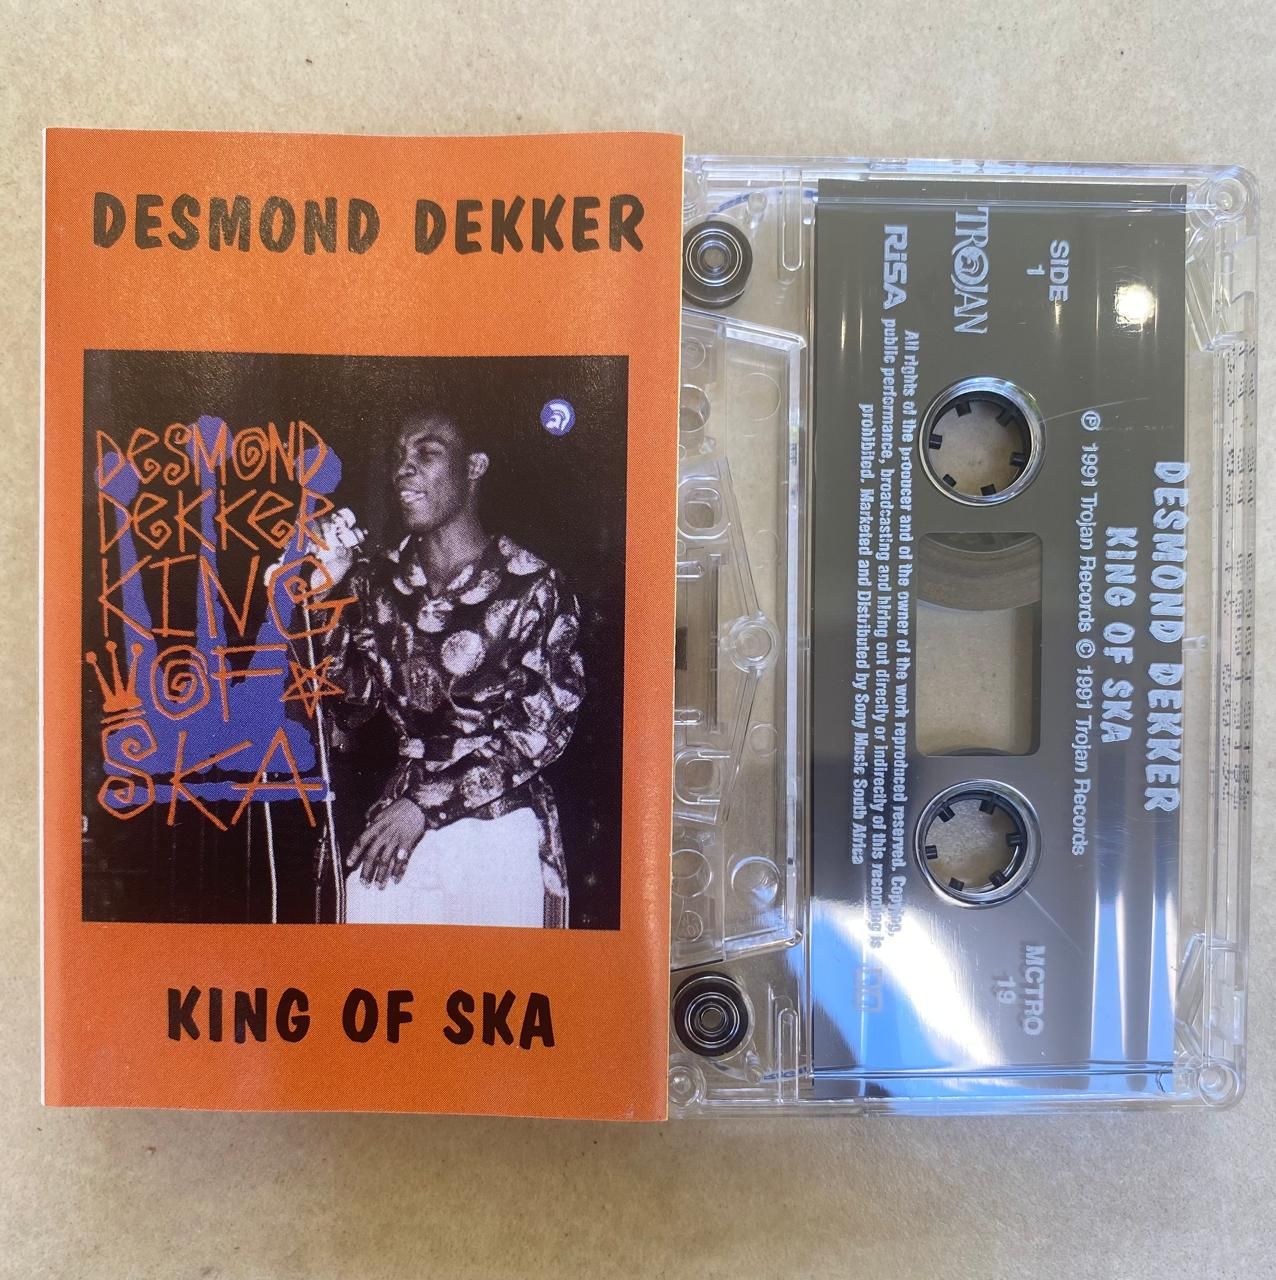 DESMOND DEKKER
DESMOND
DEKKER
KING
OF
SKA
KING OF SKA
DESMOND DEKKER
KING OF SKA
℗ 1991 Trojan Records © 1991 Trojan Records
SIDE
1
TROJAN
MCTRO
19
RiSA
All rights of the producer and of the owner of the work reproduced reserved. Copying,
public performance, broadcasting and hiring out directly or indirectly of this recording is
prohibited. Marketed and Distributed by Sony Music South Africa